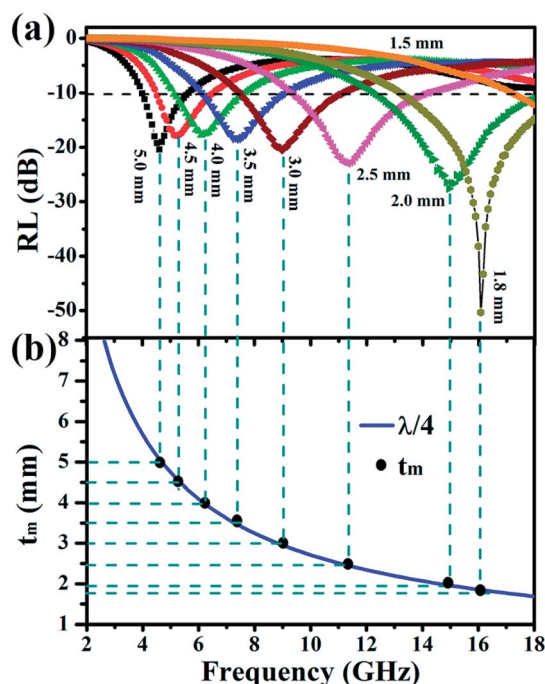 (a)
0
-10
-20
-30
-40
-50
RL (dB)
1.5 mm
5.0 mm
4.5 mm
4.0 mm
3.5 mm
3.0 mm
2.5 mm
2.0 mm
1.8 mm
(b)
8
7
6
5
4
3
2
1
tm (mm)
λ/4
tm
2 4 6 8 10 12 14 16 18
Frequency (GHz)